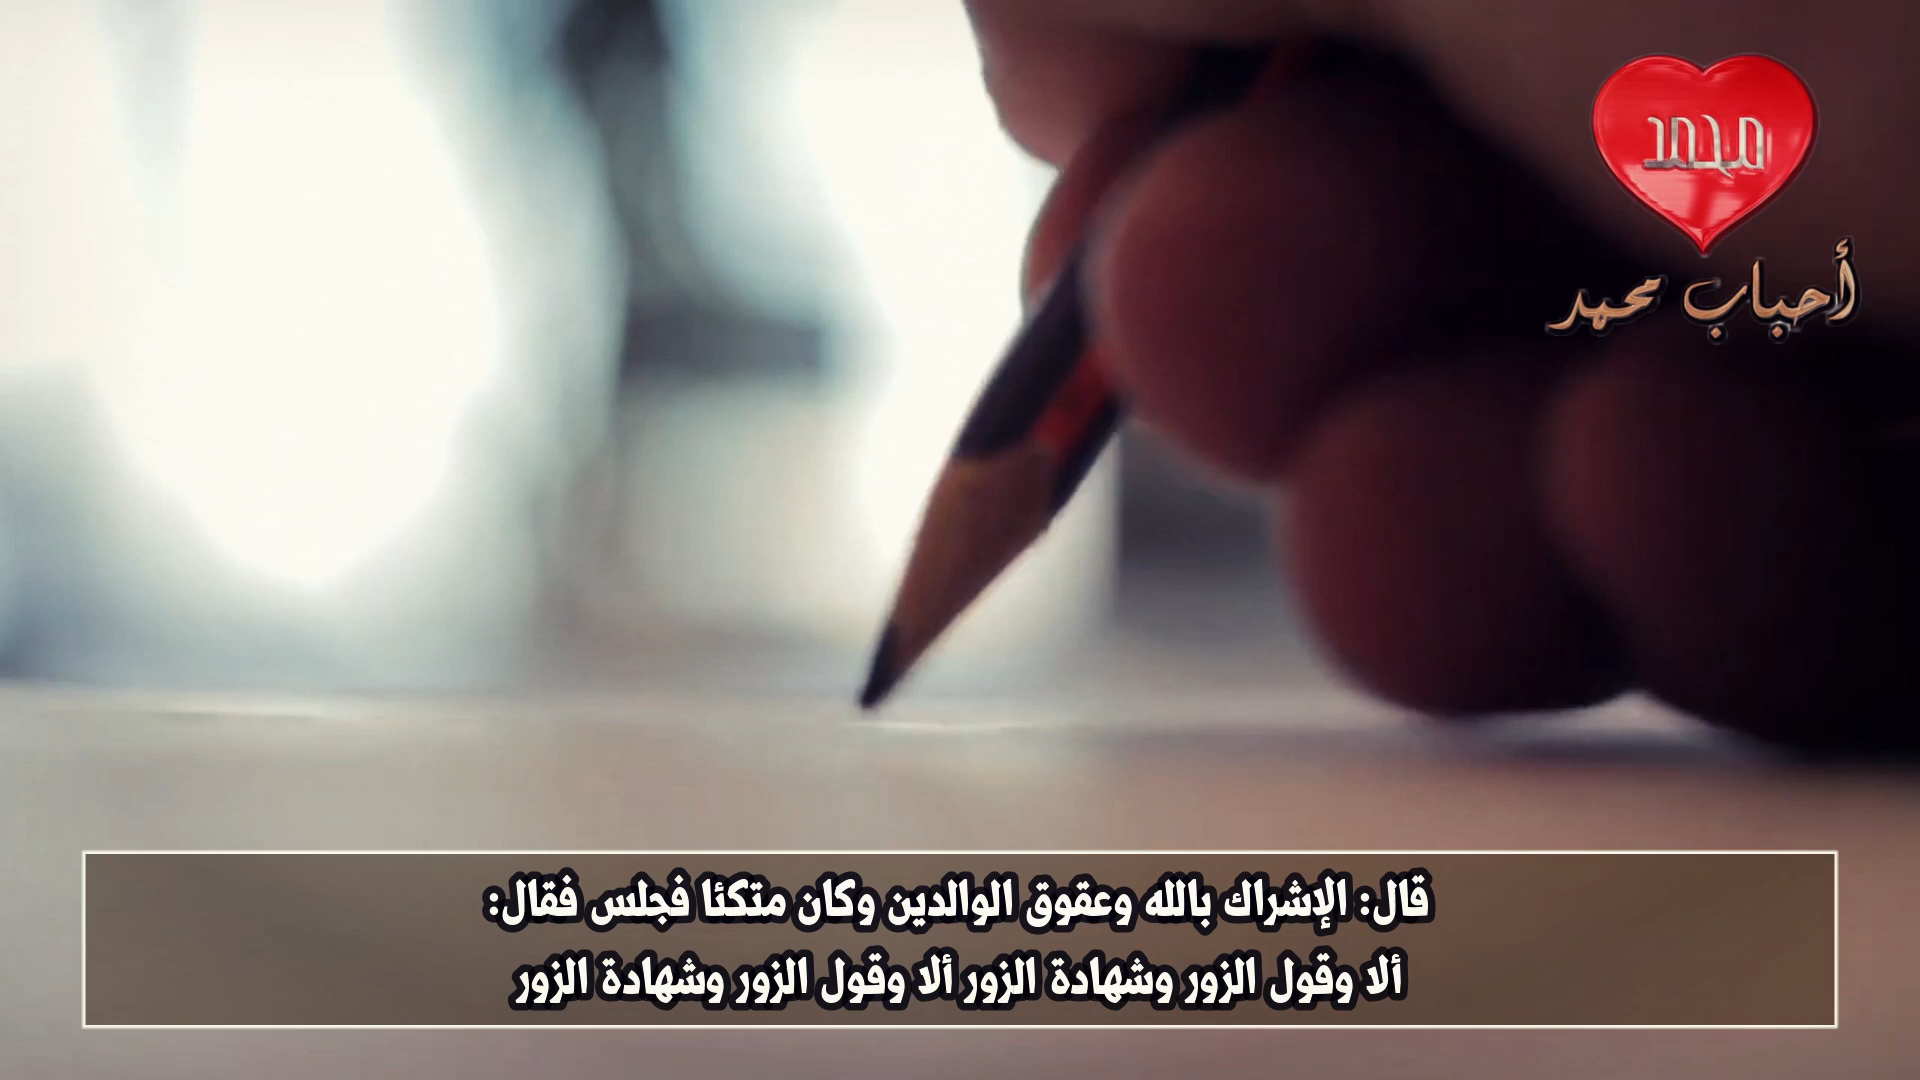 محمد
أحباب محمد
قال: الإشراك بالله وعقوق الوالدين وكان متكئا فجلس فقال:
ألا وقول الزور وشهادة الزور ألا وقول الزور وشهادة الزور